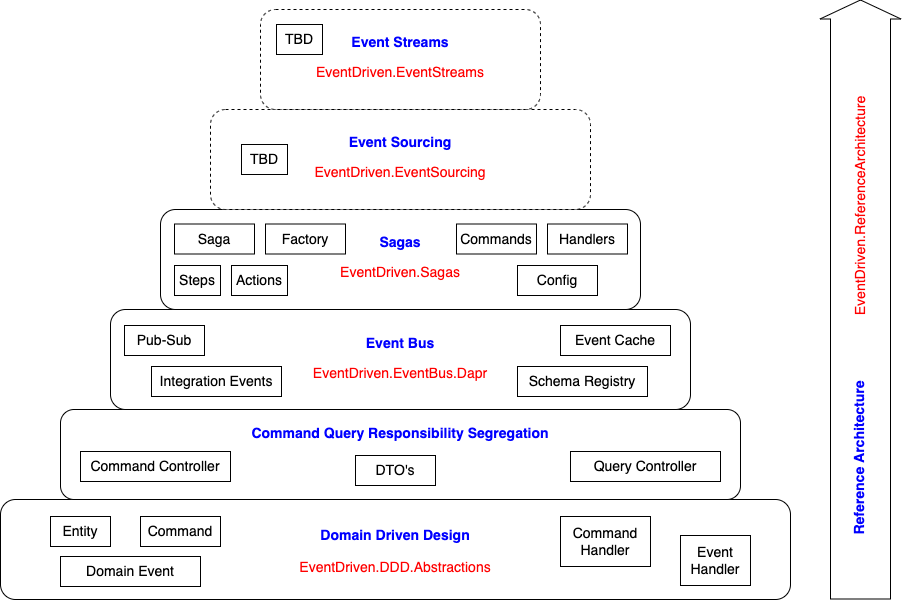 TBD
Event Streams
EventDriven.EventStreams
Event Sourcing
TBD
EventDriven.EventSourcing
Saga
Factory
Sagas
Commands
Handlers
Steps
Actions
EventDriven.Sagas
Config
Pub-Sub
Event Bus
Event Cache
Integration Events
EventDriven.EventBus.Dapr
Schema Registry
Command Query Responsibility Segregation
Command Controller
DTO's
Query Controller
Entity
Command
Domain Driven Design
Command
Handler
Domain Event
EventDriven.DDD.Abstractions
Event
Handler
EventDriven.ReferenceArchitecture
Reference Architecture